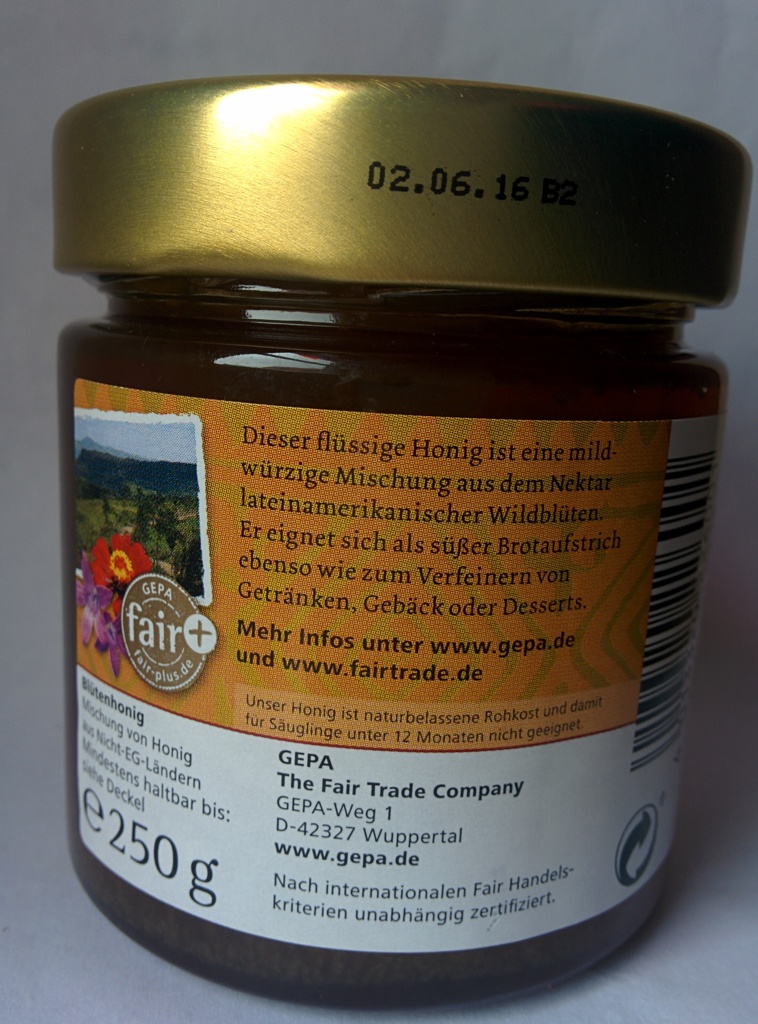 02.06.16 B2
Dieser flüssige Honig ist eine mild-
würzige Mischung aus dem Nektar
lateinamerikanischer Wildblüten.
Er eignet sich als süßer Brotaufstrich
ebenso wie zum Verfeinern von
Getränken, Gebäck oder Desserts.
Mehr Infos unter www.gepa.de
und www.fairtrade.de
GEPA
fair+
fair-plus.de
Unser Honig ist naturbelassene Rohkost und damit
für Säuglinge unter 12 Monaten nicht geeignet.
Blütenhonig
Mischung von Honig
aus Nicht-EG-Ländern
Mindestens haltbar bis:
siehe Deckel
e 250 g
GEPA
The Fair Trade Company
GEPA-Weg 1
D-42327 Wuppertal
www.gepa.de
Nach internationalen Fair Handels-
kriterien unabhängig zertifiziert.